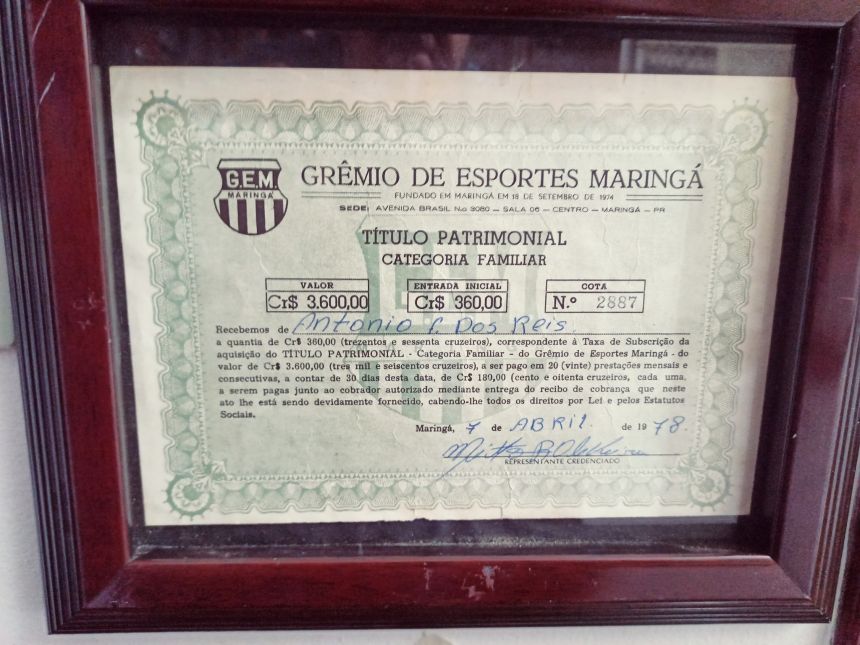 G.E.M.
MARINGÁ
GRÊMIO DE ESPORTES MARINGÁ
FUNDADO EM MARINGÁ EM 18 DE SETEMBRO DE 1974
SEDE: AVENIDA BRASIL N.o 3080 — SALA 06 — CENTRO — MARINGÁ — PR
TÍTULO PATRIMONIAL
CATEGORIA FAMILIAR
VALOR
Cr$ 3.600,00
ENTRADA INICIAL
Cr$ 360,00
COTA
N.º 2887
Recebemos de Antonio P. Dos Reis.
a quantia de Cr$ 360,00 (trezentos e sessenta cruzeiros), correspondente à Taxa de Subscrição da
aquisição do TÍTULO PATRIMONIAL - Categoria Familiar - do Grêmio de Esportes Maringá - do
valor de Cr$ 3.600,00 (três mil e seiscentos cruzeiros), a ser pago em 20 (vinte) prestações mensais e
consecutivas, a contar de 30 dias desta data, de Cr$ 180,00 (cento e oitenta cruzeiros, cada uma,
a serem pagas junto ao cobrador autorizado mediante entrega do recibo de cobrança que neste
ato lhe está sendo devidamente fornecido, cabendo-lhe todos os direitos por Lei e pelos Estatutos
Sociais.
Maringá, 7 de ABRIL de 1978.
REPRESENTANTE CREDENCIADO